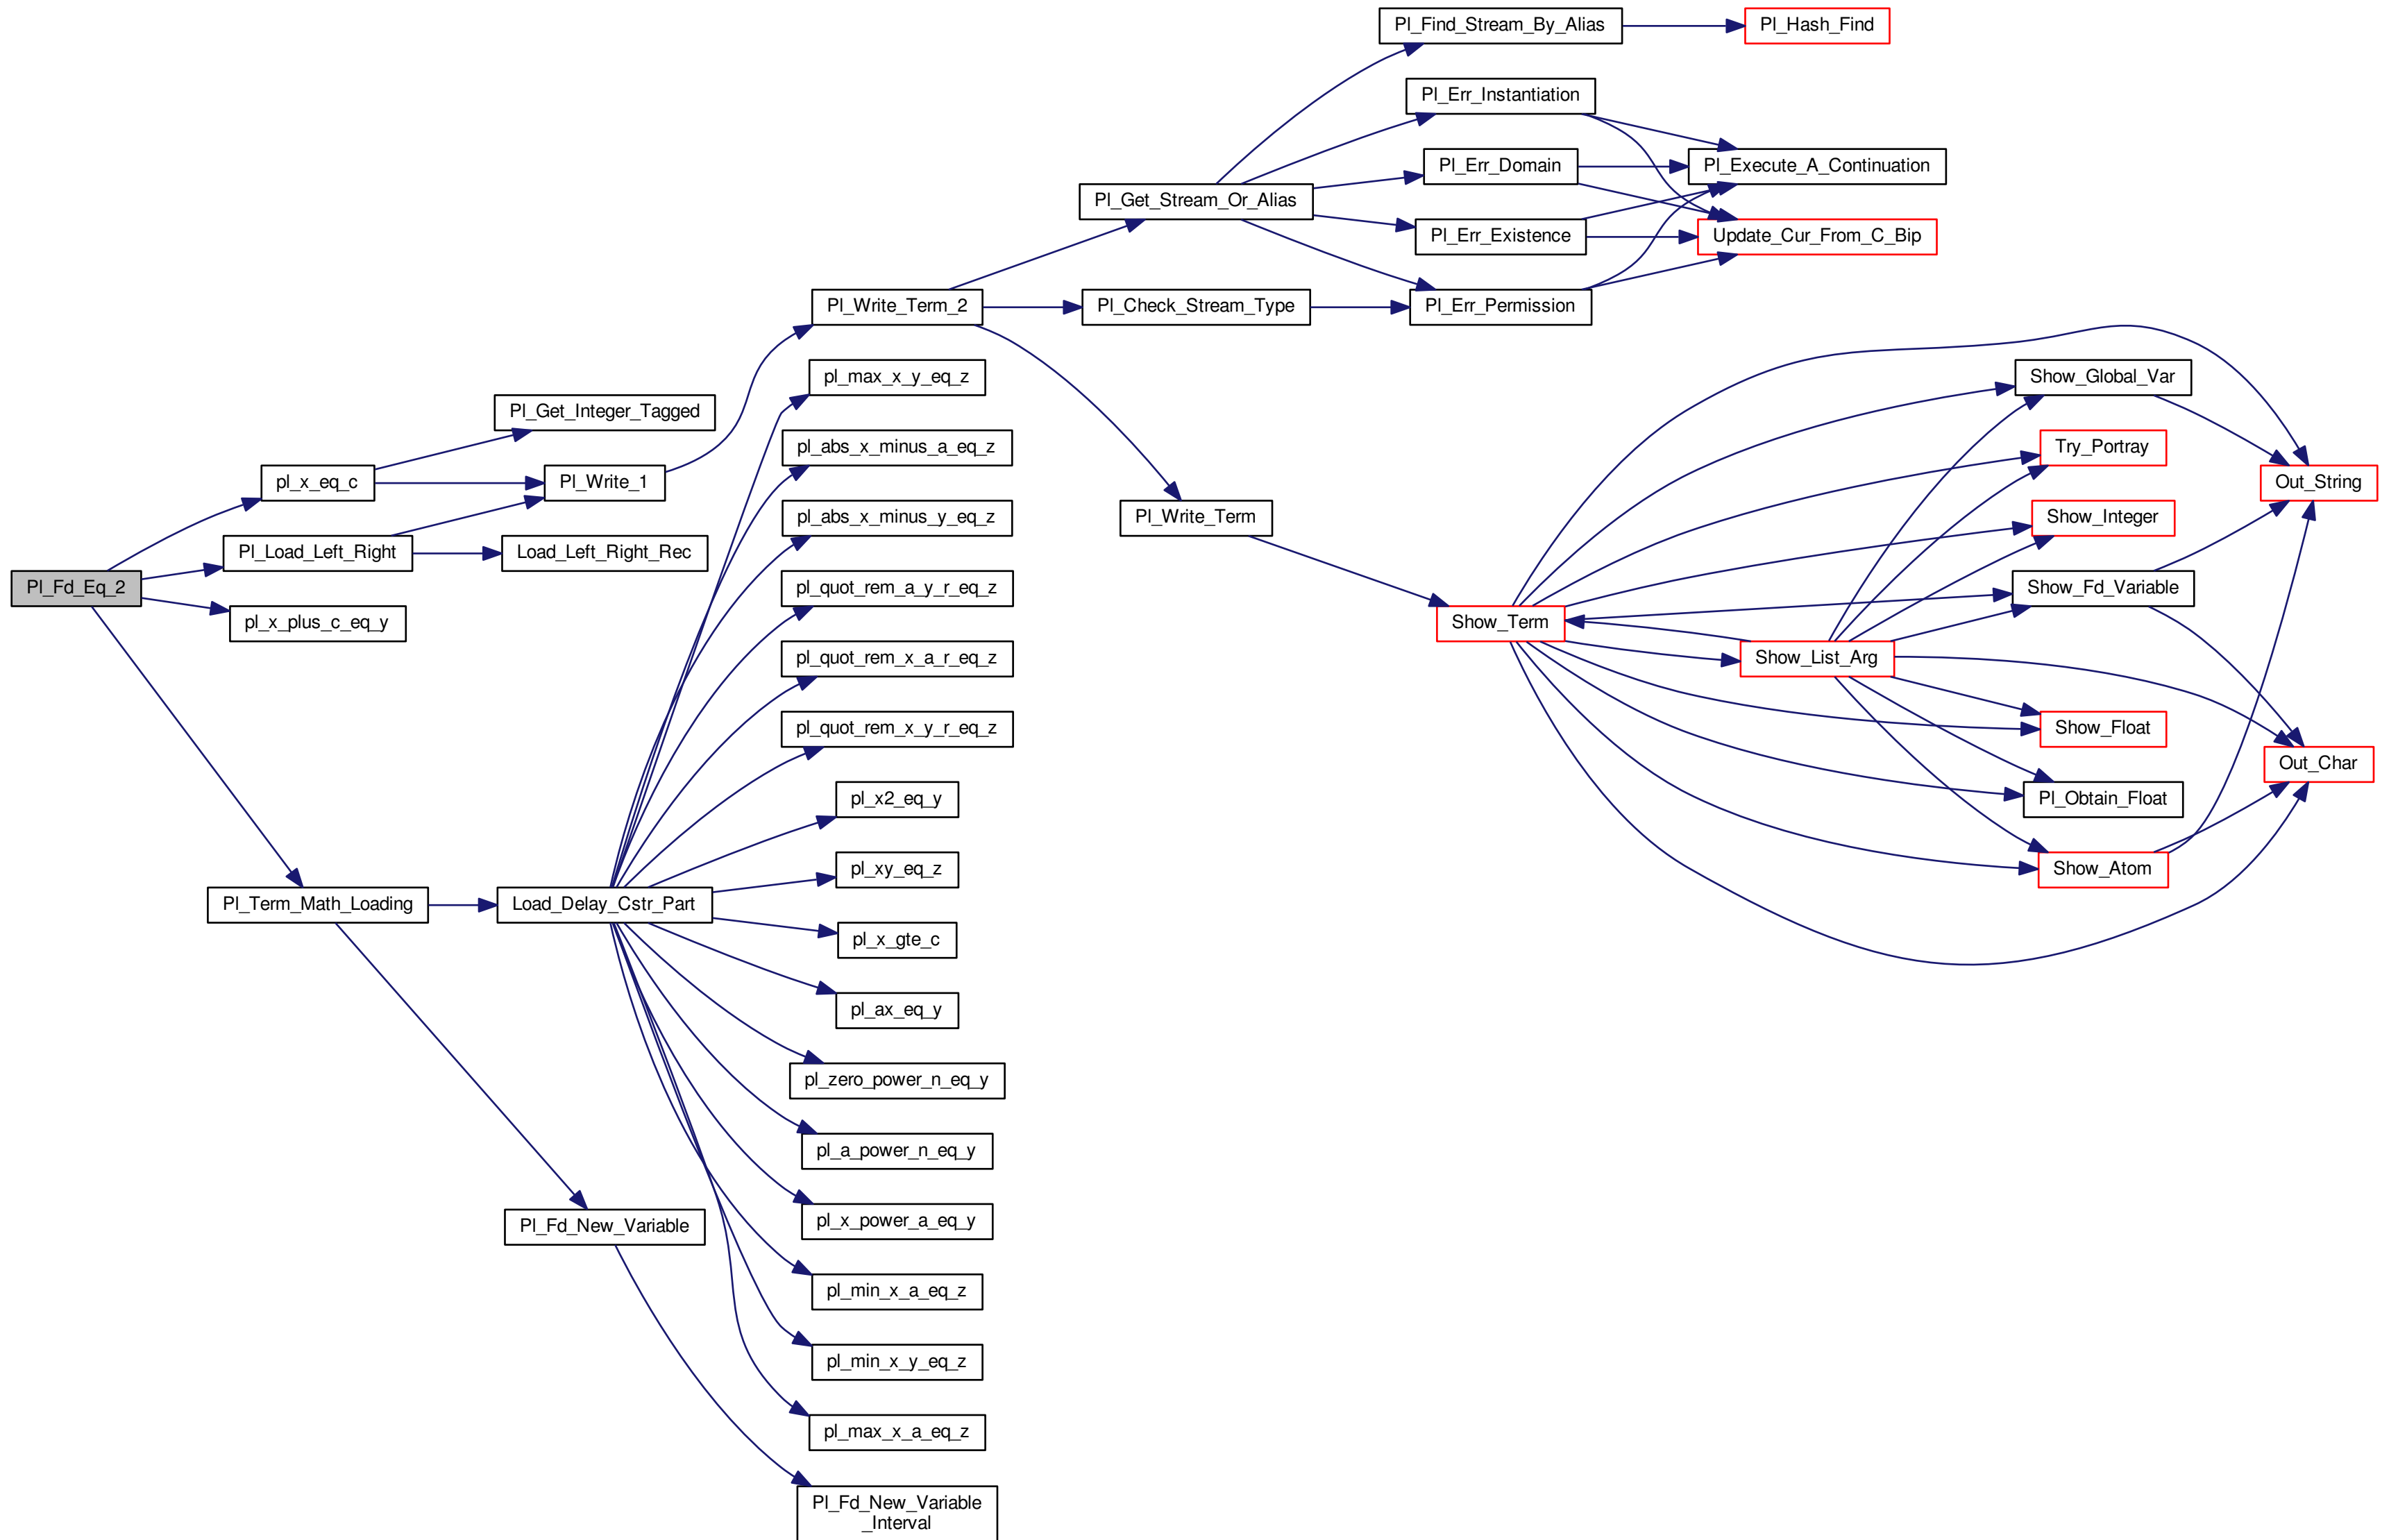 Pl_Find_Stream_By_Alias
Pl_Hash_Find
Pl_Err_Instantiation
Pl_Err_Domain
Pl_Execute_A_Continuation
Pl_Get_Stream_Or_Alias
Pl_Err_Existence
Update_Cur_From_C_Bip
Pl_Write_Term_2
Pl_Check_Stream_Type
Pl_Err_Permission
pl_max_x_y_eq_z
Show_Global_Var
Pl_Get_Integer_Tagged
pl_abs_x_minus_a_eq_z
Try_Portray
pl_x_eq_c
Pl_Write_1
Out_String
pl_abs_x_minus_y_eq_z
Pl_Write_Term
Show_Integer
Pl_Load_Left_Right
Load_Left_Right_Rec
Pl_Fd_Eq_2
pl_quot_rem_a_y_r_eq_z
Show_Fd_Variable
pl_x_plus_c_eq_y
Show_Term
pl_quot_rem_x_a_r_eq_z
Show_List_Arg
pl_quot_rem_x_y_r_eq_z
Show_Float
Out_Char
pl_x2_eq_y
Pl_Obtain_Float
pl_xy_eq_z
Show_Atom
Pl_Term_Math_Loading
Load_Delay_Cstr_Part
pl_x_gte_c
pl_ax_eq_y
pl_zero_power_n_eq_y
pl_a_power_n_eq_y
pl_x_power_a_eq_y
Pl_Fd_New_Variable
pl_min_x_a_eq_z
pl_min_x_y_eq_z
pl_max_x_a_eq_z
Pl_Fd_New_Variable
_Interval